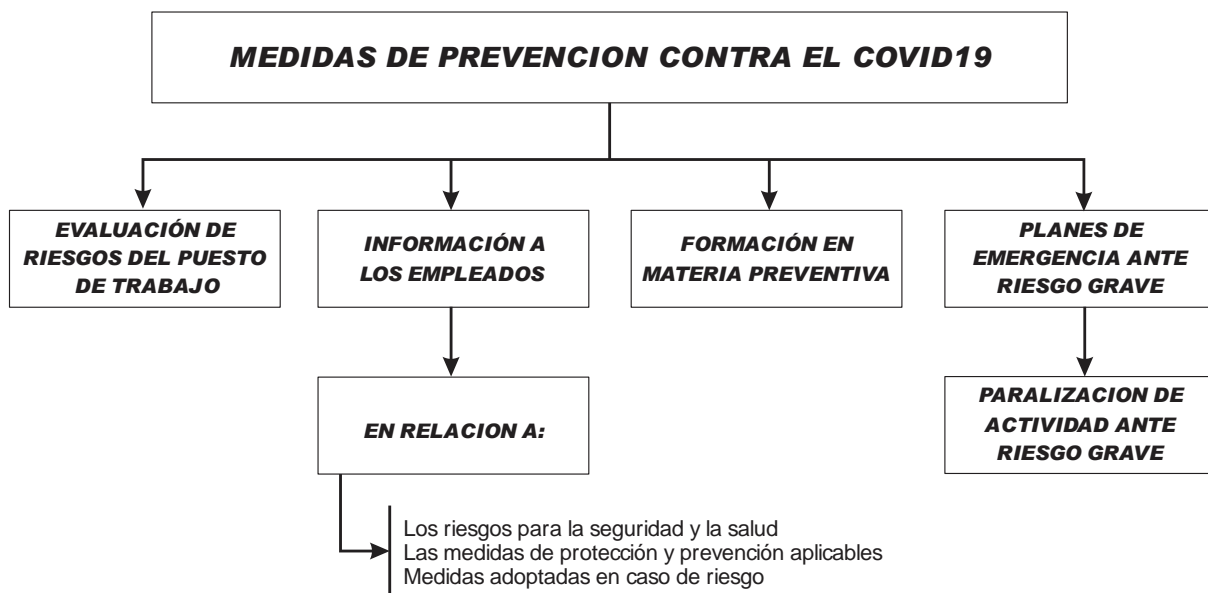 MEDIDAS DE PREVENCION CONTRA EL COVID19
EVALUACIÓN DE
RIESGOS DEL PUESTO
DE TRABAJO
INFORMACIÓN A
LOS EMPLEADOS
FORMACIÓN EN
MATERIA PREVENTIVA
PLANES DE
EMERGENCIA ANTE
RIESGO GRAVE
EN RELACION A:
PARALIZACION DE
ACTIVIDAD ANTE
RIESGO GRAVE
Los riesgos para la seguridad y la salud
Las medidas de protección y prevención aplicables
Medidas adoptadas en caso de riesgo